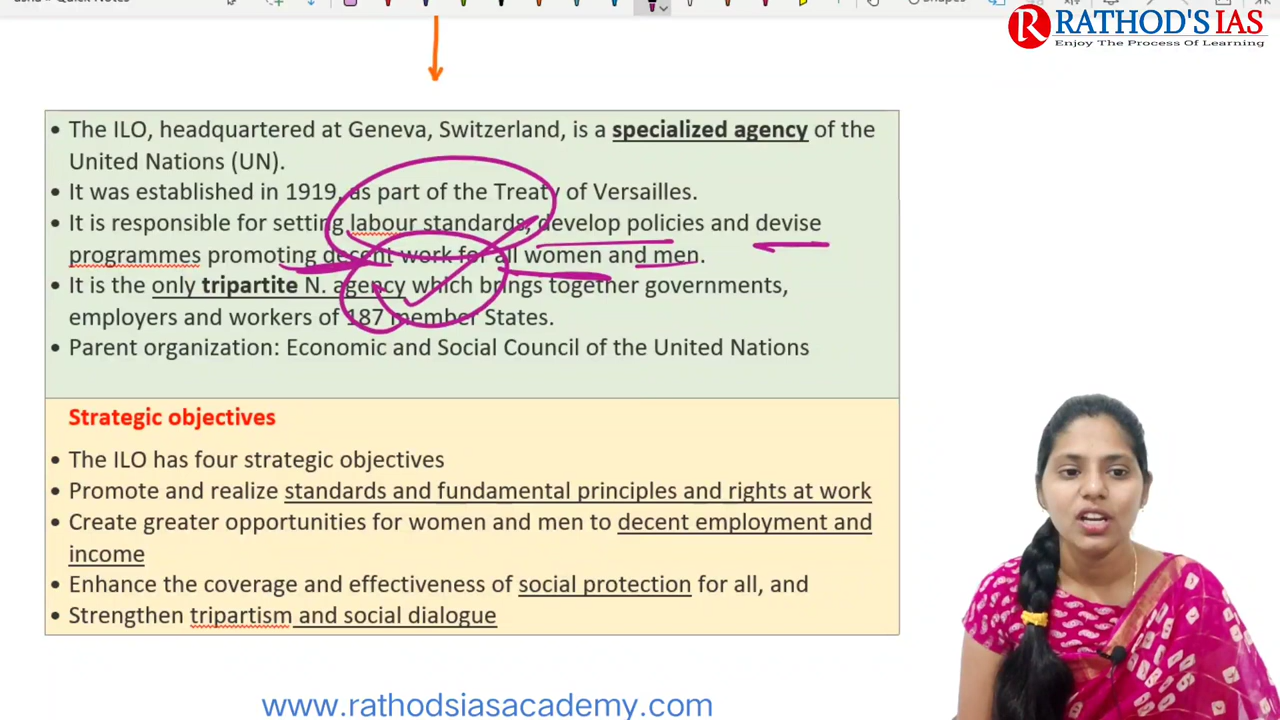 RATHOD'S IAS
Enjoy The Process Of Learning
• The ILO, headquartered at Geneva, Switzerland, is a specialized agency of the
United Nations (UN).
• It was established in 1919, as part of the Treaty of Versailles.
• It is responsible for setting labour standards, develop policies and devise
programmes promoting decent work for all women and men.
• It is the only tripartite N. agency which brings together governments,
employers and workers of 187 member States.
• Parent organization: Economic and Social Council of the United Nations
Strategic objectives
• The ILO has four strategic objectives
• Promote and realize standards and fundamental principles and rights at work
• Create greater opportunities for women and men to decent employment and
income
• Enhance the coverage and effectiveness of social protection for all, and
• Strengthen tripartism and social dialogue
www.rathodsiasacademy.com